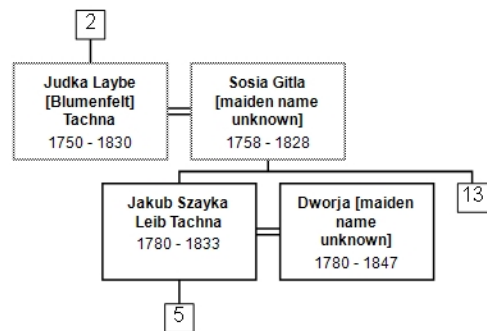 2
Judka Laybe
[Blumenfelt]
Tachna
1750 - 1830
Sosia Gitla
[maiden name
unknown]
1758 - 1828
13
Jakub Szayka
Leib Tachna
1780 - 1833
Dworja [maiden
name
unknown]
1780 - 1847
5